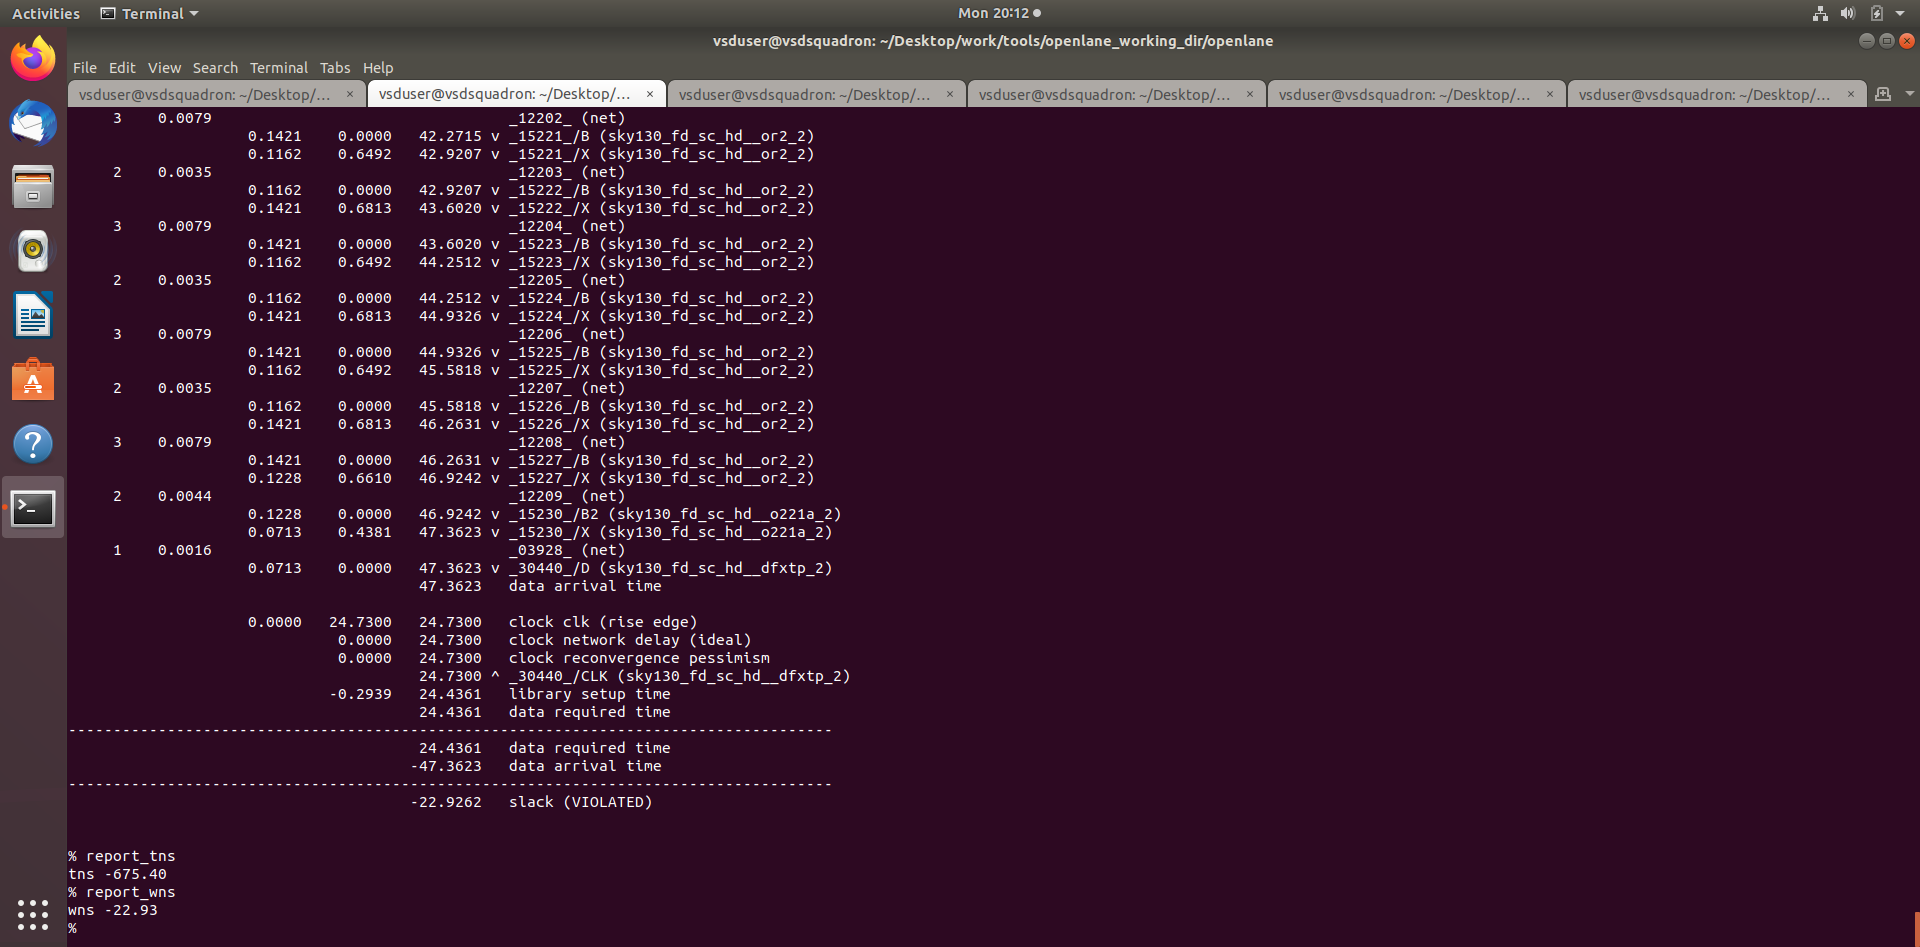 Activities Terminal Mon 20:12
vsduser@vsdsquadron: ~/Desktop/work/tools/openlane_working_dir/openlane
File Edit View Search Terminal Tabs Help
vsduser@vsdsquadron: ~/Desktop/... × vsduser@vsdsquadron: ~/Desktop/... × vsduser@vsdsquadron: ~/Desktop/... × vsduser@vsdsquadron: ~/Desktop/... × vsduser@vsdsquadron: ~/Desktop/... × vsduser@vsdsquadron: ~/Desktop/... ×
3 0.0079 _12202_ (net)
0.1421 0.0000 42.2715 v _15221_/B (sky130_fd_sc_hd__or2_2)
0.1162 0.6492 42.9207 v _15221_/X (sky130_fd_sc_hd__or2_2)
2 0.0035 _12203_ (net)
0.1162 0.0000 42.9207 v _15222_/B (sky130_fd_sc_hd__or2_2)
0.1421 0.6813 43.6020 v _15222_/X (sky130_fd_sc_hd__or2_2)
3 0.0079 _12204_ (net)
0.1421 0.0000 43.6020 v _15223_/B (sky130_fd_sc_hd__or2_2)
0.1162 0.6492 44.2512 v _15223_/X (sky130_fd_sc_hd__or2_2)
2 0.0035 _12205_ (net)
0.1162 0.0000 44.2512 v _15224_/B (sky130_fd_sc_hd__or2_2)
0.1421 0.6813 44.9326 v _15224_/X (sky130_fd_sc_hd__or2_2)
3 0.0079 _12206_ (net)
0.1421 0.0000 44.9326 v _15225_/B (sky130_fd_sc_hd__or2_2)
0.1162 0.6492 45.5818 v _15225_/X (sky130_fd_sc_hd__or2_2)
2 0.0035 _12207_ (net)
0.1162 0.0000 45.5818 v _15226_/B (sky130_fd_sc_hd__or2_2)
0.1421 0.6813 46.2631 v _15226_/X (sky130_fd_sc_hd__or2_2)
3 0.0079 _12208_ (net)
0.1421 0.0000 46.2631 v _15227_/B (sky130_fd_sc_hd__or2_2)
0.1228 0.6610 46.9242 v _15227_/X (sky130_fd_sc_hd__or2_2)
2 0.0044 _12209_ (net)
0.1228 0.0000 46.9242 v _15230_/B2 (sky130_fd_sc_hd__o221a_2)
0.0713 0.4381 47.3623 v _15230_/X (sky130_fd_sc_hd__o221a_2)
1 0.0016 _03928_ (net)
0.0713 0.0000 47.3623 v _30440_/D (sky130_fd_sc_hd__dfxtp_2)
47.3623 data arrival time
0.0000 24.7300 24.7300 clock clk (rise edge)
0.0000 24.7300 clock network delay (ideal)
0.0000 24.7300 clock reconvergence pessimism
24.7300 ^ _30440_/CLK (sky130_fd_sc_hd__dfxtp_2)
-0.2939 24.4361 library setup time
24.4361 data required time
-------------------------------------------------------------------------------------
24.4361 data required time
-47.3623 data arrival time
-------------------------------------------------------------------------------------
-22.9262 slack (VIOLATED)
% report_tns
tns -675.40
% report_wns
wns -22.93
%